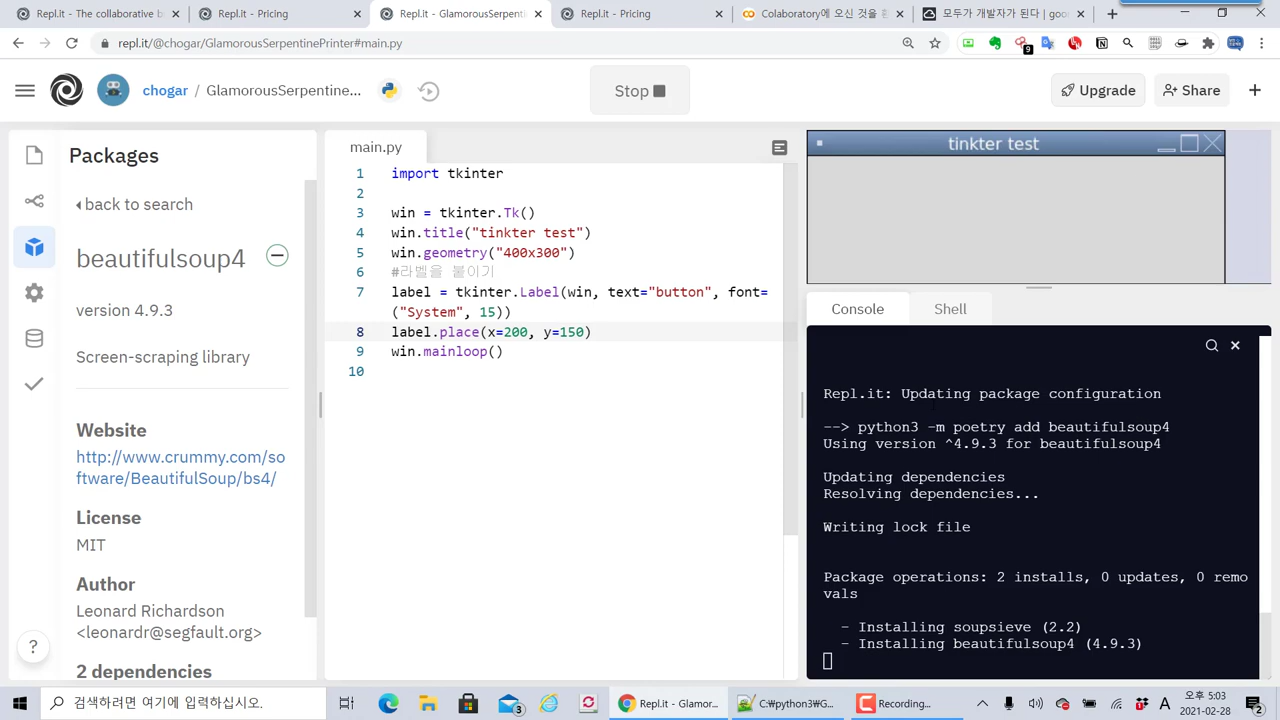 Repl.it - The collaborative b
Repl.it - Pricing
Repl.it - GlamorousSerpenti
Repl.it - Pricing
Colaboratory에 오신 것을 환
모두가 개발자가 된다 | goor
repl.it/@chogar/GlamorousSerpentinePrinter#main.py
9
chogar / GlamorousSerpentine...
Stop
Upgrade
Share
Packages
back to search
beautifulsoup4
version 4.9.3
Screen-scraping library
Website
http://www.crummy.com/so
ftware/BeautifulSoup/bs4/
License
MIT
Author
Leonard Richardson
<leonardr@segfault.org>
2 dependencies
?
main.py
1 import tkinter
2
3 win = tkinter.Tk()
4 win.title("tinkter test")
5 win.geometry("400x300")
6 #라벨을 붙이기
7 label = tkinter.Label(win, text="button", font=
("System", 15))
8 label.place(x=200, y=150)
9 win.mainloop()
10
tinkter test
Console
Shell
Repl.it: Updating package configuration
--> python3 -m poetry add beautifulsoup4
Using version ^4.9.3 for beautifulsoup4
Updating dependencies
Resolving dependencies...
Writing lock file
Package operations: 2 installs, 0 updates, 0 remo
vals
- Installing soupsieve (2.2)
- Installing beautifulsoup4 (4.9.3)
검색하려면 여기에 입력하십시오.
3
Repl.it - Glamor...
C:₩python3₩G...
Recording...
A
오후 5:03
2021-02-28
2